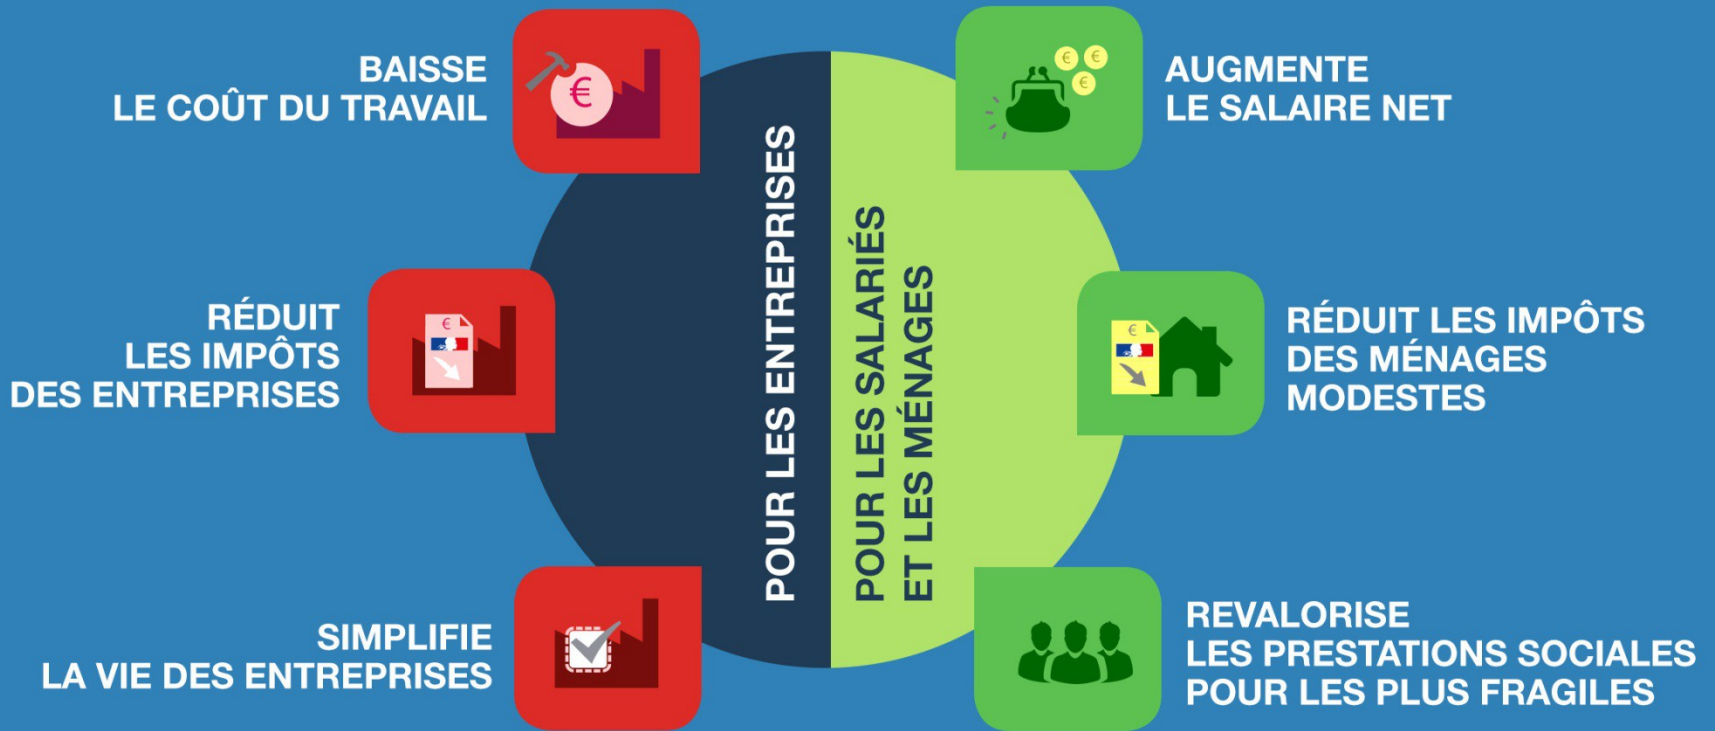 BAISSE
LE COÛT DU TRAVAIL
RÉDUIT
LES IMPÔTS
DES ENTREPRISES
SIMPLIFIE
LA VIE DES ENTREPRISES
POUR LES ENTREPRISES
POUR LES SALARIÉS
ET LES MÉNAGES
AUGMENTE
LE SALAIRE NET
RÉDUIT LES IMPÔTS
DES MÉNAGES
MODESTES
REVALORISE
LES PRESTATIONS SOCIALES
POUR LES PLUS FRAGILES
€
€
€ € €
€